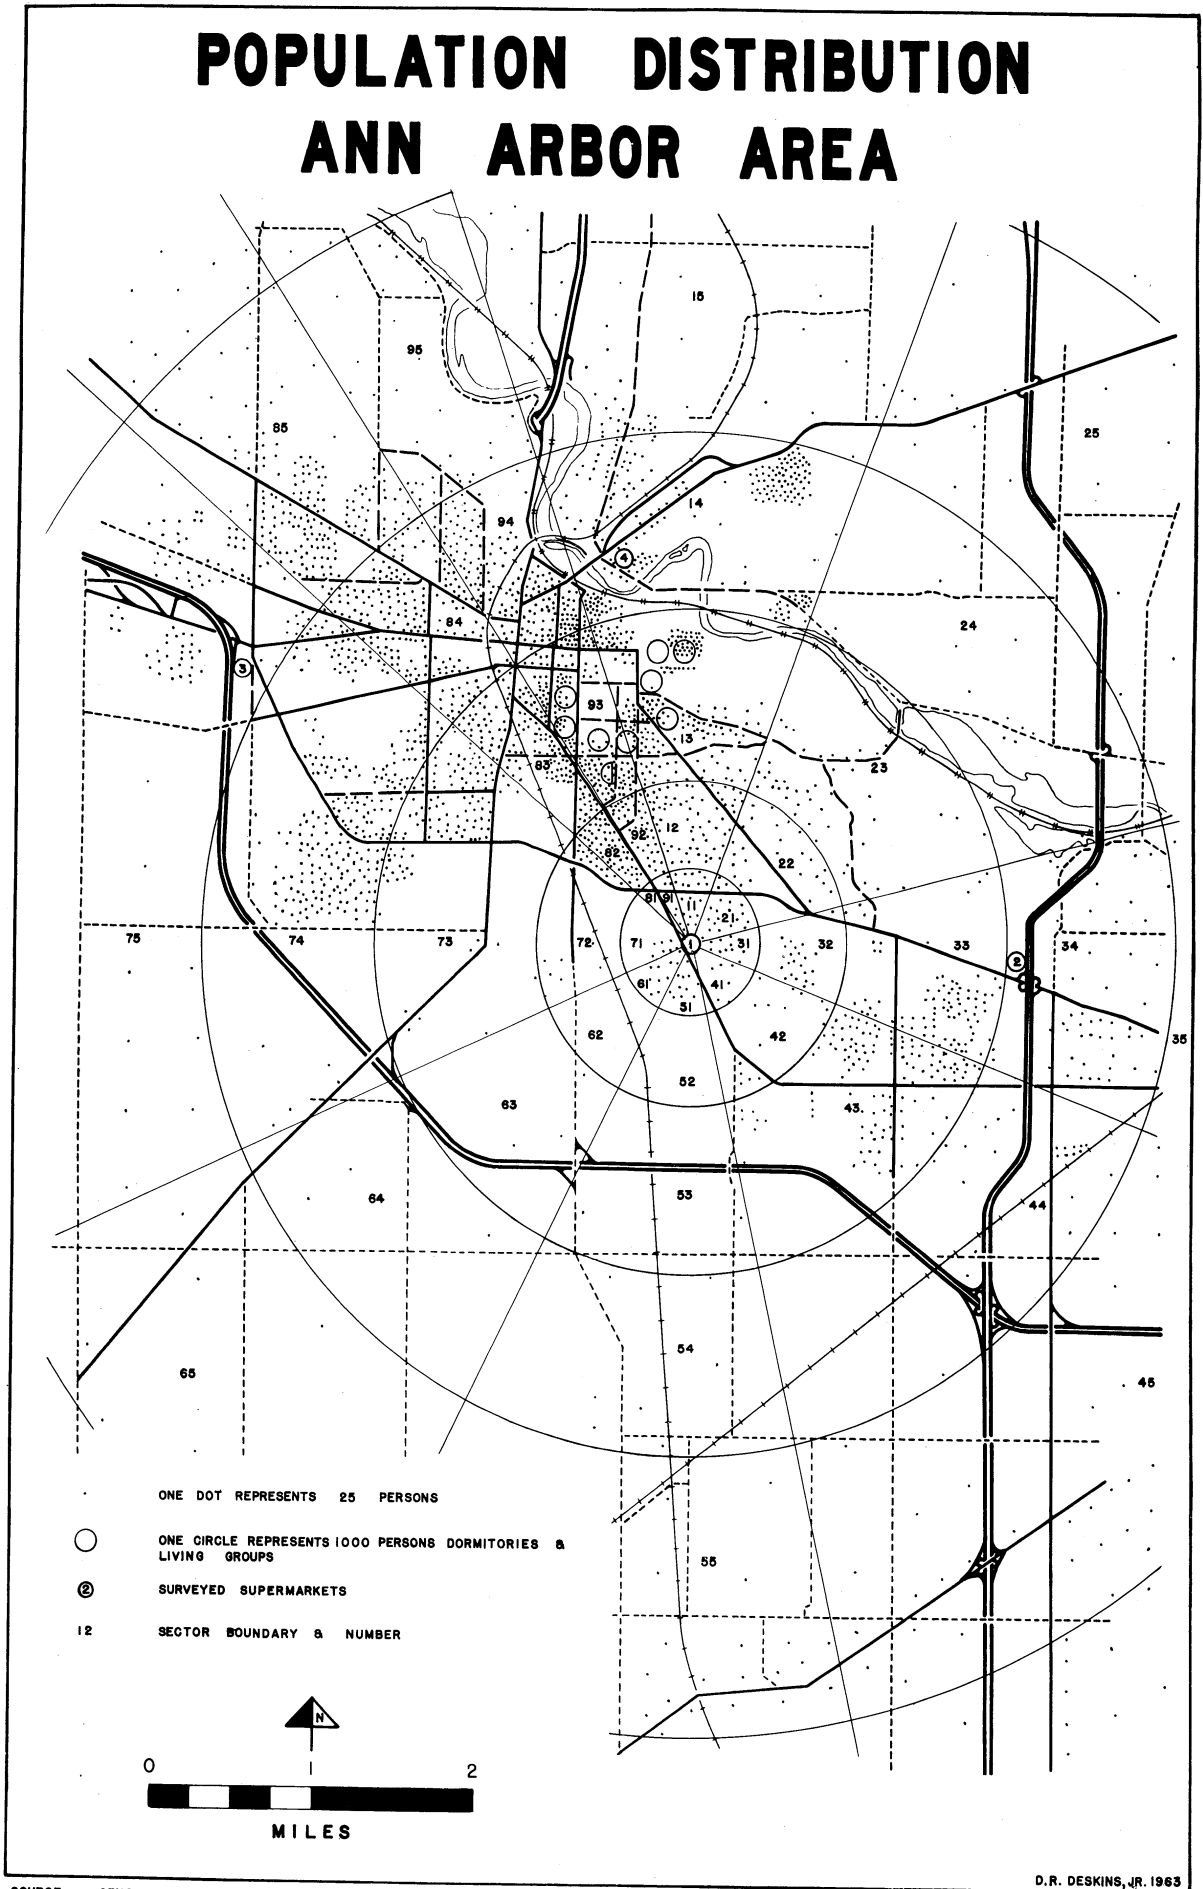 POPULATION DISTRIBUTION
ANN ARBOR AREA
15
95
85
25
14
94
4
24
84
3
93
13
83
23
12
92
82
22
81 91 11 21
75 74 73 72 71 1 31 32 33 2 34
61 41
51
62 42 35
52
63 43
64 53 44
54
65 45
55
ONE DOT REPRESENTS 25 PERSONS
ONE CIRCLE REPRESENTS 1000 PERSONS DORMITORIES &
LIVING GROUPS
2 SURVEYED SUPERMARKETS
12 SECTOR BOUNDARY & NUMBER
N
0 1 2
MILES
D.R. DESKINS, JR. 1963